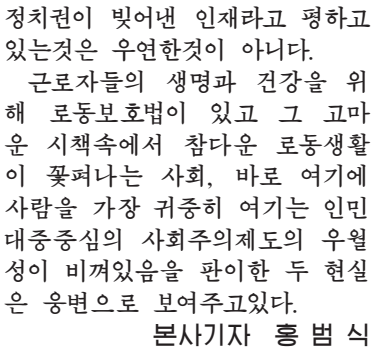 정치권이 빚어낸 인재라고 평하고
있는것은 우연한것이 아니다.
근로자들의 생명과 건강을 위
해 로동보호법이 있고 그 고마
운 시책속에서 참다운 로동생활
이 꽃펴나는 사회, 바로 여기에
사람을 가장 귀중히 여기는 인민
대중중심의 사회주의제도의 우월
성이 비껴있음을 판이한 두 현실
은 웅변으로 보여주고있다.
본사기자 홍 범 식